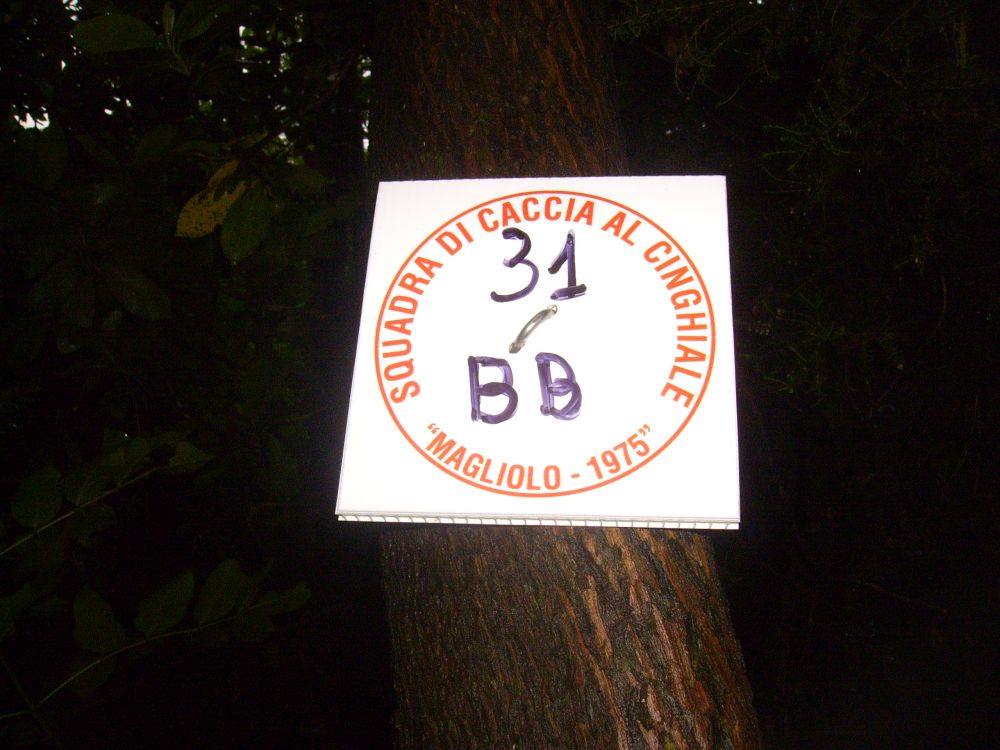 SQUADRA DI CACCIA AL CINGHIALE
31
BB
"MAGLIOLO - 1975"